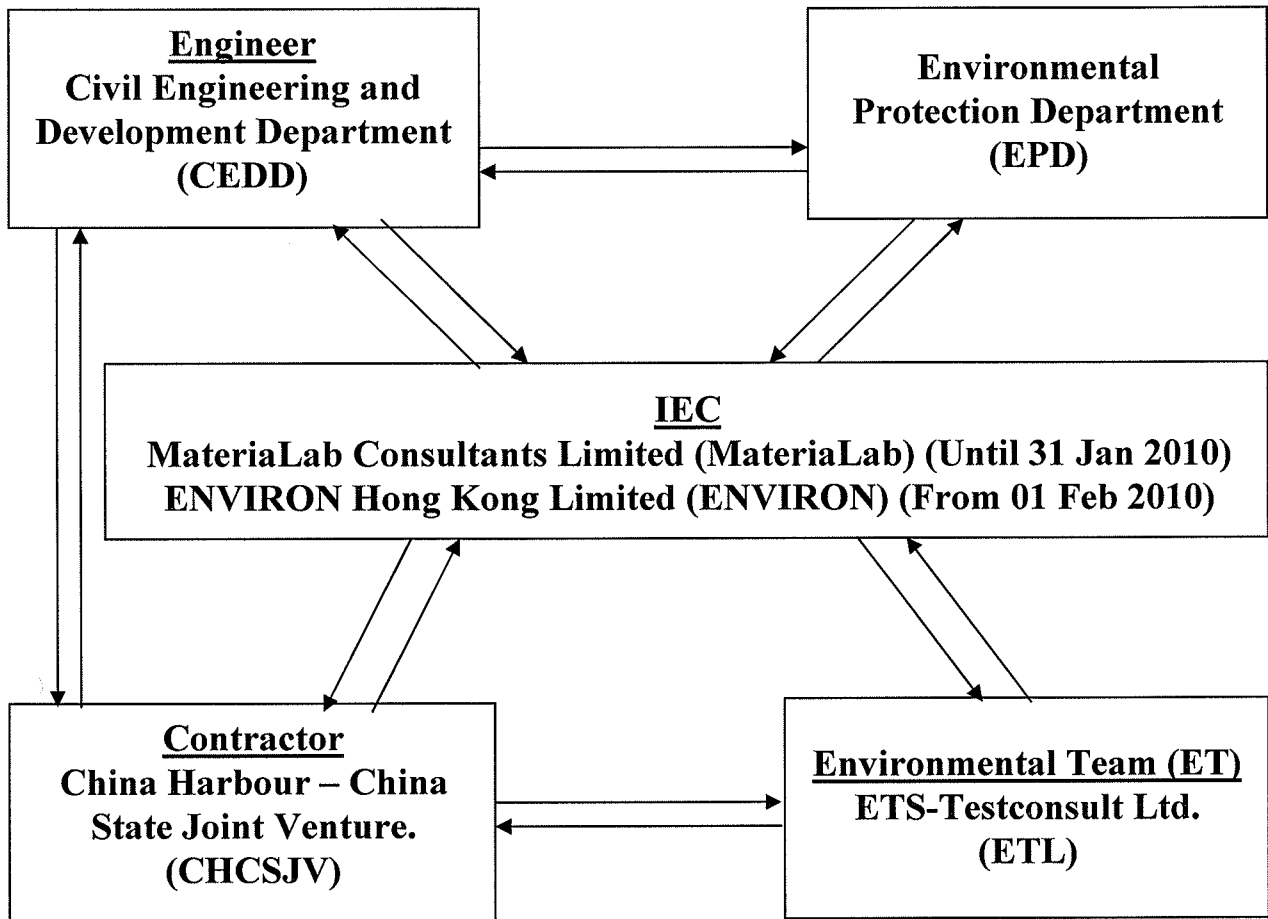 Engineer
Civil Engineering and
Development Department
(CEDD)
Environmental
Protection Department
(EPD)
IEC
MateriaLab Consultants Limited (MateriaLab) (Until 31 Jan 2010)
ENVIRON Hong Kong Limited (ENVIRON) (From 01 Feb 2010)
Contractor
China Harbour – China
State Joint Venture.
(CHCSJV)
Environmental Team (ET)
ETS-Testconsult Ltd.
(ETL)